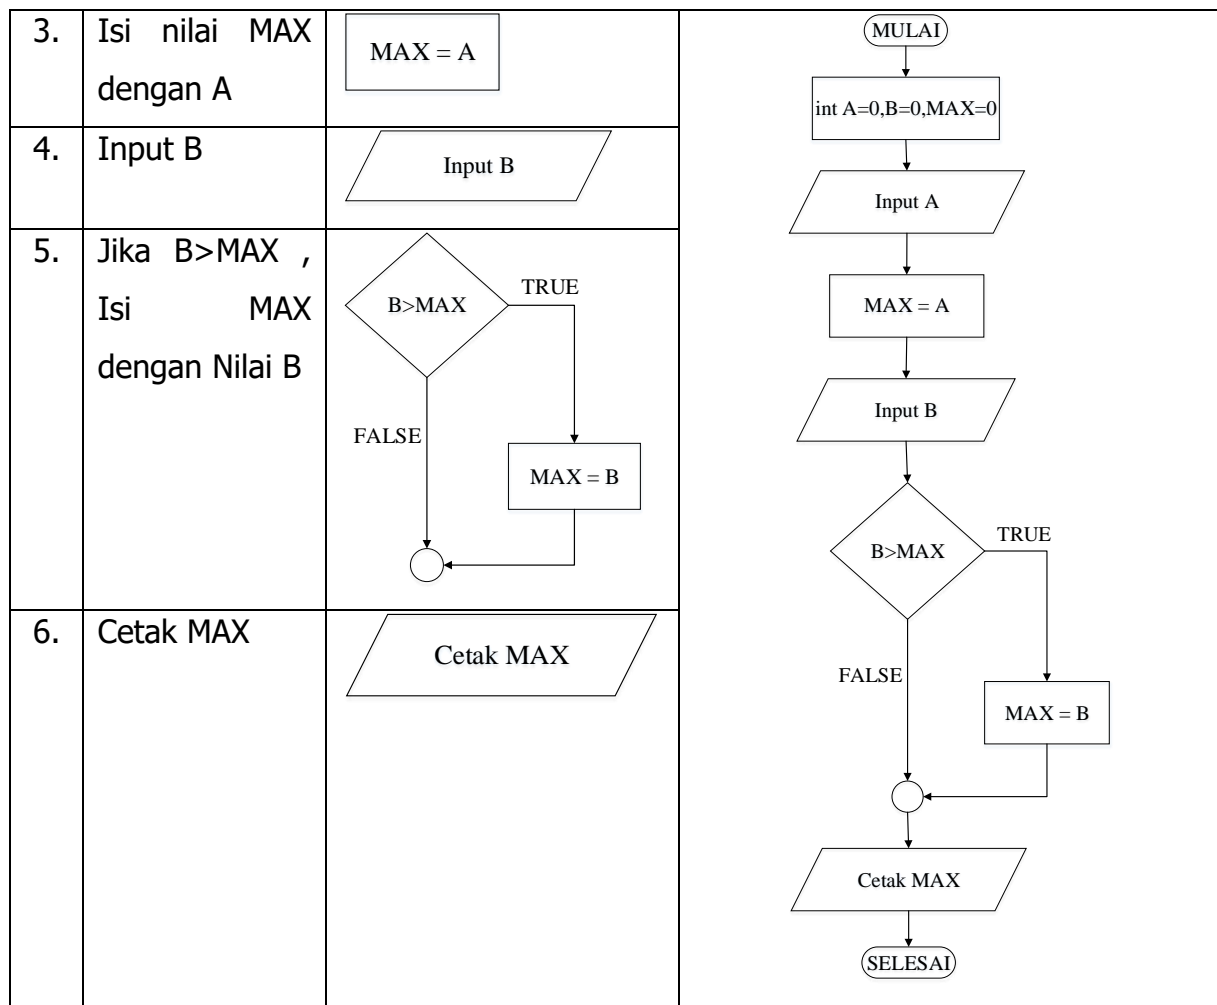 3.
Isi nilai MAX
dengan A
MAX = A
4.
Input B
Input B
5.
Jika B>MAX ,
Isi MAX
dengan Nilai B
B>MAX
TRUE
FALSE
MAX = B
6.
Cetak MAX
Cetak MAX
MULAI
int A=0,B=0,MAX=0
Input A
MAX = A
Input B
B>MAX
TRUE
FALSE
MAX = B
Cetak MAX
SELESAI